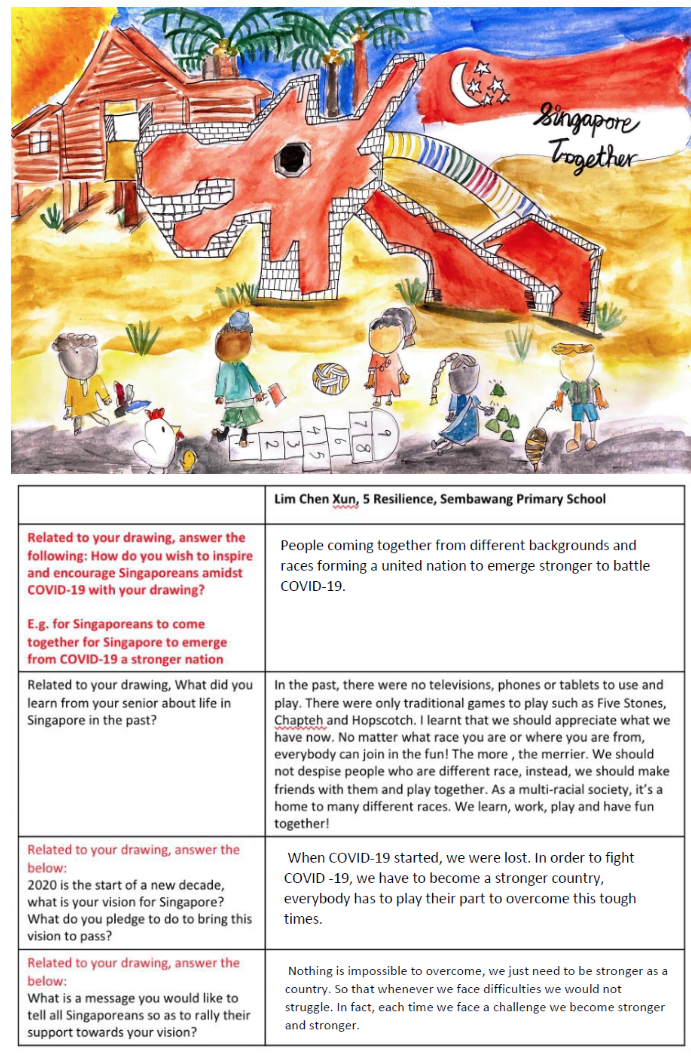 Singapore
Together
1
2
3
4
5
6
7
8
9
Lim Chen Xun, 5 Resilience, Sembawang Primary School
Related to your drawing, answer the
following: How do you wish to inspire
and encourage Singaporeans amidst
COVID-19 with your drawing?
E.g. for Singaporeans to come
together for Singapore to emerge
from COVID-19 a stronger nation
People coming together from different backgrounds and
races forming a united nation to emerge stronger to battle
COVID-19.
Related to your drawing, What did you
learn from your senior about life in
Singapore in the past?
In the past, there were no televisions, phones or tablets to use and
play. There were only traditional games to play such as Five Stones,
Chapteh and Hopscotch. I learnt that we should appreciate what we
have now. No matter what race you are or where you are from,
everybody can join in the fun! The more , the merrier. We should
not despise people who are different race, instead, we should make
friends with them and play together. As a multi-racial society, it’s a
home to many different races. We learn, work, play and have fun
together!
Related to your drawing, answer the
below:
2020 is the start of a new decade,
what is your vision for Singapore?
What do you pledge to do to bring this
vision to pass?
When COVID-19 started, we were lost. In order to fight
COVID -19, we have to become a stronger country,
everybody has to play their part to overcome this tough
times.
Related to your drawing, answer the
below:
What is a message you would like to
tell all Singaporeans so as to rally their
support towards your vision?
Nothing is impossible to overcome, we just need to be stronger as a
country. So that whenever we face difficulties we would not
struggle. In fact, each time we face a challenge we become stronger
and stronger.